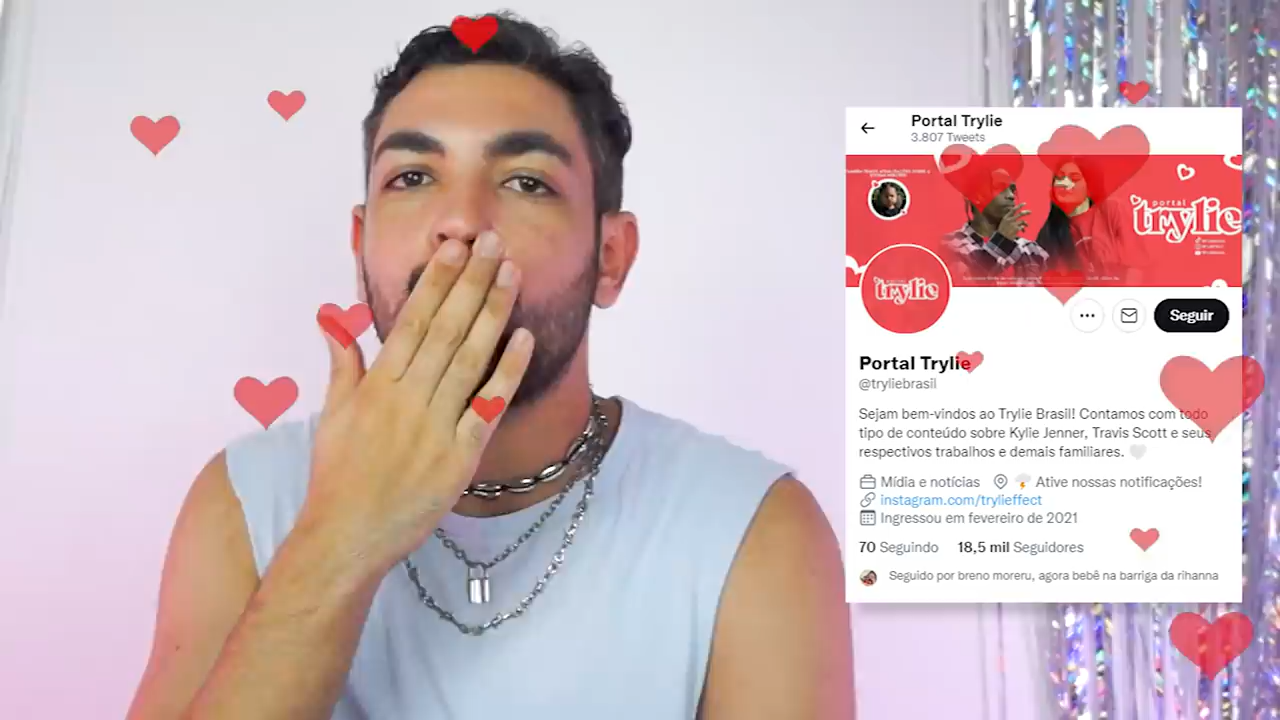 Portal Trylie
3.807 Tweets
portal
trylie
portal
trylie
Seguir
Portal Trylie
@tryliebrasil
Sejam bem-vindos ao Trylie Brasil! Contamos com todo
tipo de conteúdo sobre Kylie Jenner, Travis Scott e seus
respectivos trabalhos e demais familiares. 🤍
Mídia e notícias ⚡ Ative nossas notificações!
instagram.com/trylieffect
Ingressou em fevereiro de 2021
70 Seguindo 18,5 mil Seguidores
Seguido por breno moreru, agora bebê na barriga da rihanna